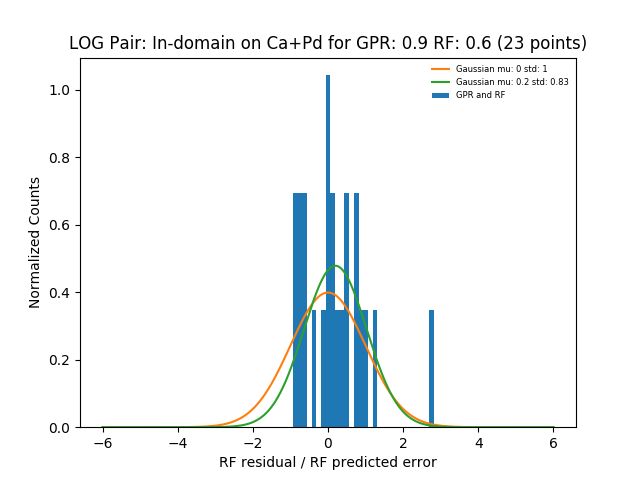 LOG Pair: In-domain on Ca+Pd for GPR: 0.9 RF: 0.6 (23 points)
Gaussian mu: 0 std: 1
Gaussian mu: 0.2 std: 0.83
GPR and RF
Normalized Counts
1.0
0.8
0.6
0.4
0.2
0.0
−6 −4 −2 0 2 4 6
RF residual / RF predicted error